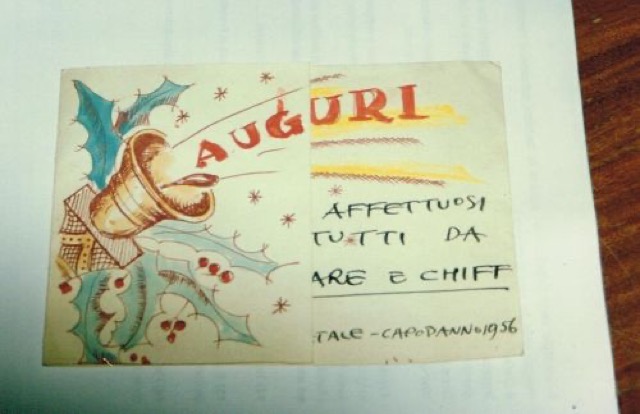 AUGURI
AFFETTUOSI
TUTTI DA
ARE E CHIFF
TALE-CAPODANNO 1956